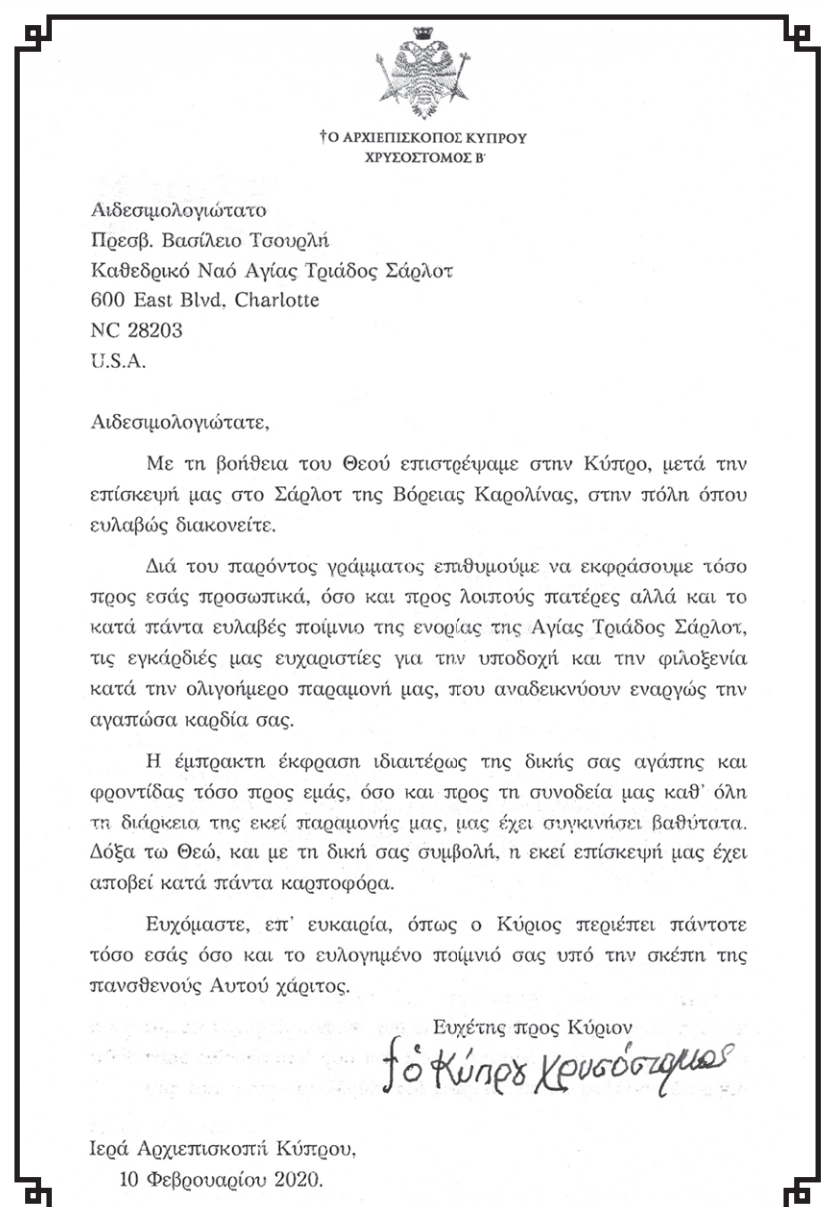 †Ο ΑΡΧΙΕΠΙΣΚΟΠΟΣ ΚΥΠΡΟΥ
ΧΡΥΣΟΣΤΟΜΟΣ Β΄
Αιδεσιμολογιώτατο
Πρεσβ. Βασίλειο Τσουρλή
Καθεδρικό Ναό Αγίας Τριάδος Σάρλοτ
600 East Blvd, Charlotte
NC 28203
U.S.A.
Αιδεσιμολογιώτατε,
Με τη βοήθεια του Θεού επιστρέψαμε στην Κύπρο, μετά την
επίσκεψή μας στο Σάρλοτ της Βόρειας Καρολίνας, στην πόλη όπου
ευλαβώς διακονείτε.
Διά του παρόντος γράμματος επιθυμούμε να εκφράσουμε τόσο
προς εσάς προσωπικά, όσο και προς λοιπούς πατέρες αλλά και το
κατά πάντα ευλαβές ποίμνιο της ενορίας της Αγίας Τριάδος Σάρλοτ,
τις εγκάρδιές μας ευχαριστίες για την υποδοχή και την φιλοξενία
κατά την ολιγοήμερο παραμονή μας, που αναδεικνύουν εναργώς την
αγαπώσα καρδία σας.
Η έμπρακτη έκφραση ιδιαιτέρως της δικής σας αγάπης και
φροντίδας τόσο προς εμάς, όσο και προς τη συνοδεία μας καθ' όλη
τη διάρκεια της εκεί παραμονής μας, μας έχει συγκινήσει βαθύτατα.
Δόξα τω Θεώ, και με τη δική σας συμβολή, η εκεί επίσκεψή μας έχει
αποβεί κατά πάντα καρποφόρα.
Ευχόμαστε, επ' ευκαιρία, όπως ο Κύριος περιέπει πάντοτε
τόσο εσάς όσο και το ευλογημένο ποίμνιό σας υπό την σκέπη της
πανσθενούς Αυτού χάριτος.
Ευχέτης προς Κύριον
†ὁ Κύπρου Χρυσόστομος
Ιερά Αρχιεπισκοπή Κύπρου,
10 Φεβρουαρίου 2020.